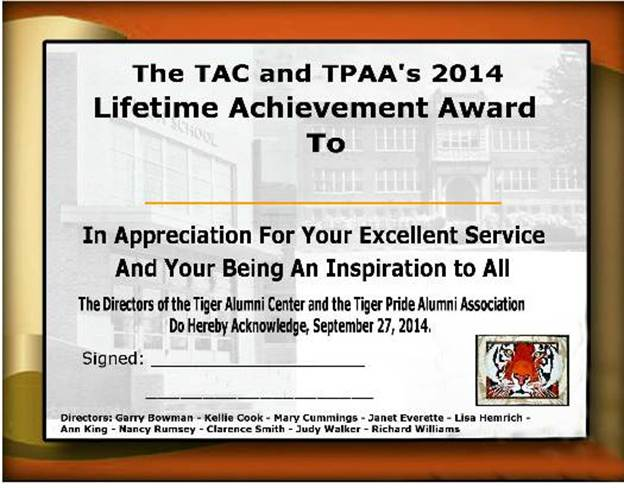 The TAC and TPAA's 2014
Lifetime Achievement Award
To
In Appreciation For Your Excellent Service
And Your Being An Inspiration to All
The Directors of the Tiger Alumni Center and the Tiger Pride Alumni Association
Do Hereby Acknowledge, September 27, 2014.
Signed:
Directors: Garry Bowman - Kellie Cook - Mary Cummings - Janet Everette - Lisa Hemrich -
Ann King - Nancy Rumsey - Clarence Smith - Judy Walker - Richard Williams
SCHOOL